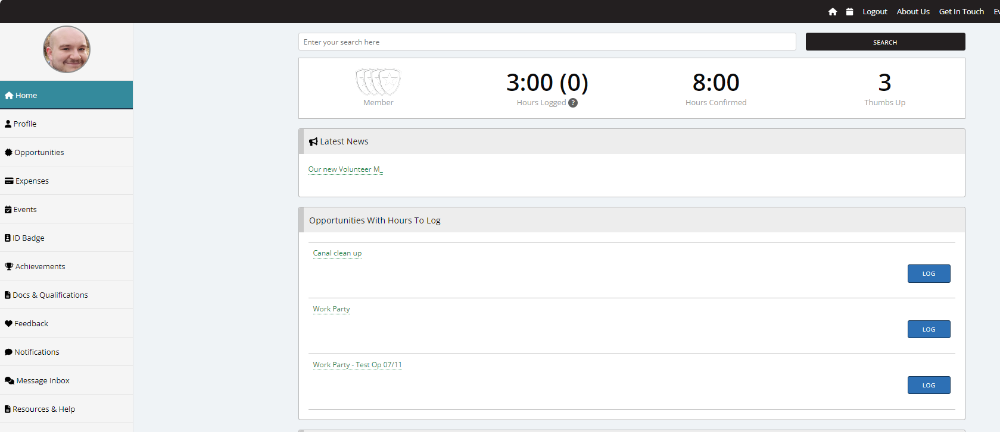 Logout About Us Get In Touch
Enter your search here
SEARCH
3:00 (0)
8:00
3
Member
Hours Logged ?
Hours Confirmed
Thumbs Up
Home
Profile
Opportunities
Expenses
Events
ID Badge
Achievements
Docs & Qualifications
Feedback
Notifications
Message Inbox
Resources & Help
Latest News
Our new Volunteer M_
Opportunities With Hours To Log
Canal clean up
LOG
Work Party
LOG
Work Party - Test Op 07/11
LOG